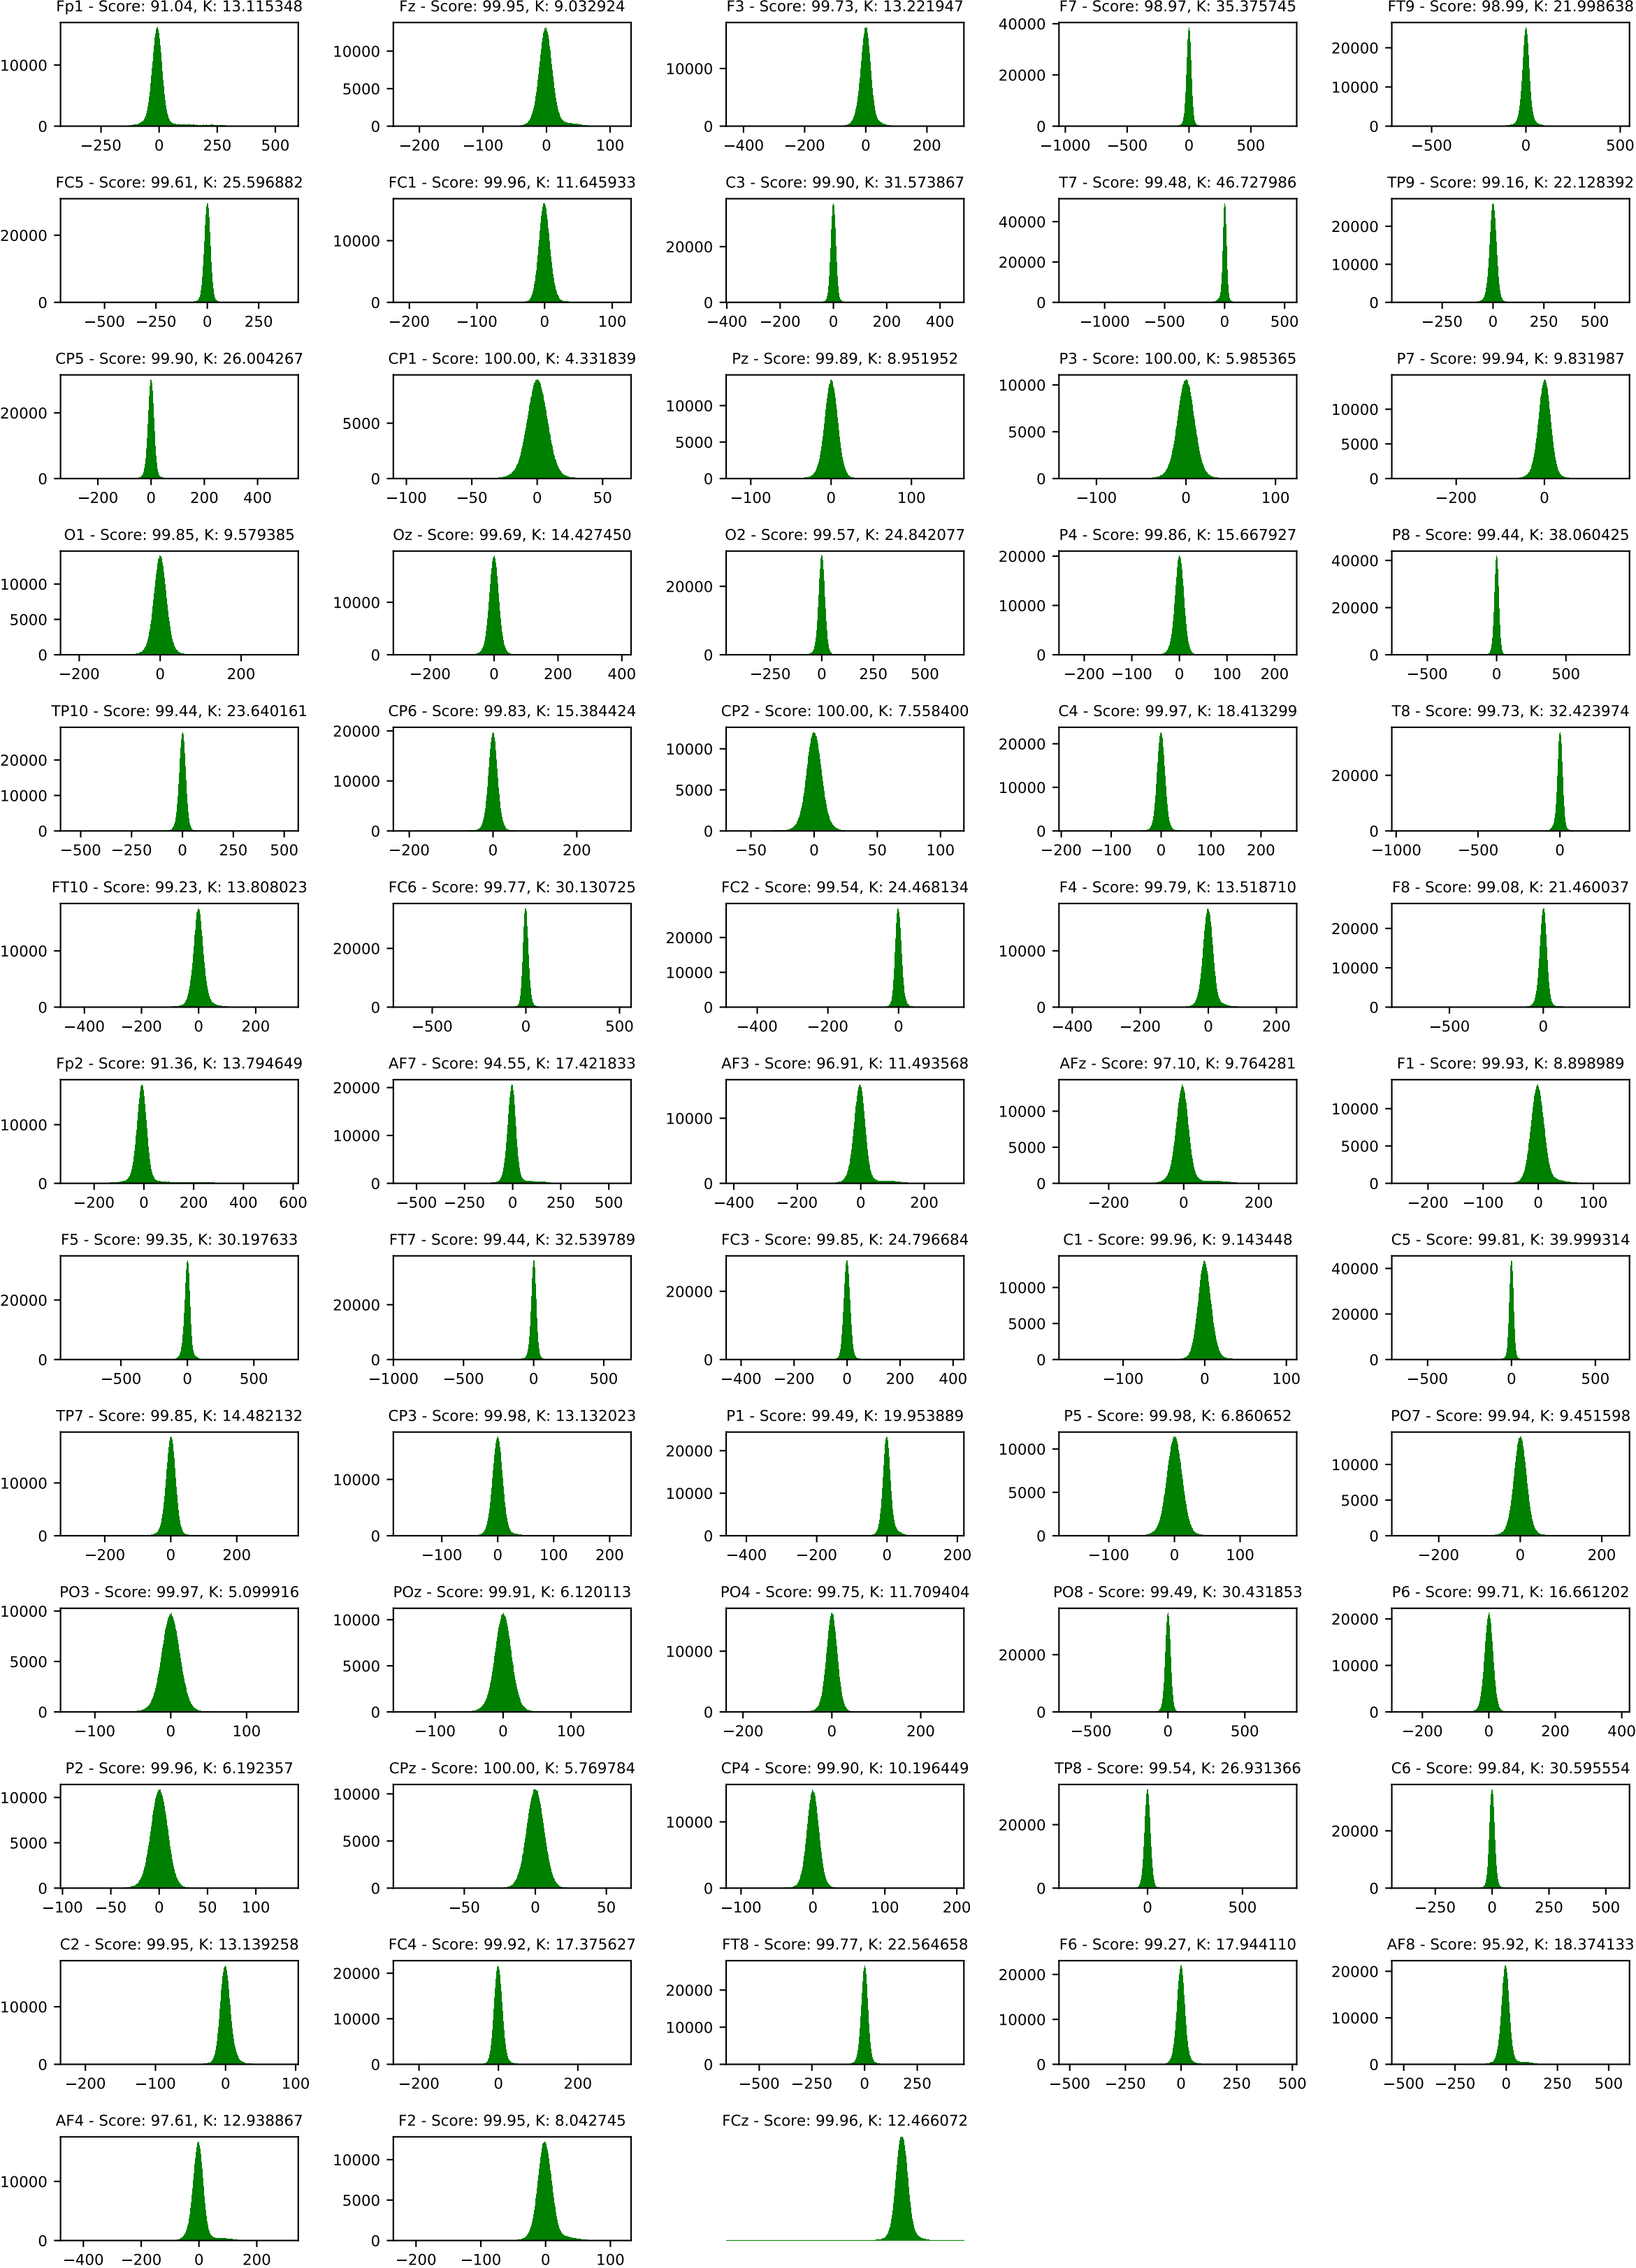 Fp1 - Score: 91.04, K: 13.115348 Fz - Score: 99.95, K: 9.032924 F3 - Score: 99.73, K: 13.221947 F7 - Score: 98.97, K: 35.375745 FT9 - Score: 98.99, K: 21.998638
10000 0 −250 0 250 500
10000 5000 0 −200 −100 0 100
10000 0 −400 −200 0 200
40000 20000 0 −1000 −500 0 500
20000 10000 0 −500 0 500
FC5 - Score: 99.61, K: 25.596882 FC1 - Score: 99.96, K: 11.645933 C3 - Score: 99.90, K: 31.573867 T7 - Score: 99.48, K: 46.727986 TP9 - Score: 99.16, K: 22.128392
20000 0 −500 −250 0 250
10000 0 −200 −100 0 100
20000 0 −400 −200 0 200 400
40000 20000 0 −1000 −500 0 500
20000 10000 0 −250 0 250 500
CP5 - Score: 99.90, K: 26.004267 CP1 - Score: 100.00, K: 4.331839 Pz - Score: 99.89, K: 8.951952 P3 - Score: 100.00, K: 5.985365 P7 - Score: 99.94, K: 9.831987
20000 0 −200 0 200 400
5000 0 −100 −50 0 50
10000 5000 0 −100 0 100
10000 5000 0 −100 0 100
10000 5000 0 −200 0
O1 - Score: 99.85, K: 9.579385 Oz - Score: 99.69, K: 14.427450 O2 - Score: 99.57, K: 24.842077 P4 - Score: 99.86, K: 15.667927 P8 - Score: 99.44, K: 38.060425
10000 5000 0 −200 0 200
10000 0 −200 0 200 400
20000 0 −250 0 250 500
20000 10000 0 −200 −100 0 100 200
40000 20000 0 −500 0 500
TP10 - Score: 99.44, K: 23.640161 CP6 - Score: 99.83, K: 15.384424 CP2 - Score: 100.00, K: 7.558400 C4 - Score: 99.97, K: 18.413299 T8 - Score: 99.73, K: 32.423974
20000 10000 0 −500 −250 0 250 500
20000 10000 0 −200 0 200
10000 5000 0 −50 0 50 100
20000 10000 0 −200 −100 0 100 200
20000 0 −1000 −500 0
FT10 - Score: 99.23, K: 13.808023 FC6 - Score: 99.77, K: 30.130725 FC2 - Score: 99.54, K: 24.468134 F4 - Score: 99.79, K: 13.518710 F8 - Score: 99.08, K: 21.460037
10000 0 −400 −200 0 200
20000 0 −500 0 500
20000 10000 0 −400 −200 0
10000 0 −400 −200 0 200
20000 10000 0 −500 0
Fp2 - Score: 91.36, K: 13.794649 AF7 - Score: 94.55, K: 17.421833 AF3 - Score: 96.91, K: 11.493568 AFz - Score: 97.10, K: 9.764281 F1 - Score: 99.93, K: 8.898989
10000 0 −200 0 200 400 600
20000 10000 0 −500 −250 0 250 500
10000 0 −400 −200 0 200
10000 5000 0 −200 0 200
10000 5000 0 −200 −100 0 100
F5 - Score: 99.35, K: 30.197633 FT7 - Score: 99.44, K: 32.539789 FC3 - Score: 99.85, K: 24.796684 C1 - Score: 99.96, K: 9.143448 C5 - Score: 99.81, K: 39.999314
20000 0 −500 0 500
20000 0 −1000 −500 0 500
20000 0 −400 −200 0 200 400
10000 5000 0 −100 0 100
40000 20000 0 −500 0 500
TP7 - Score: 99.85, K: 14.482132 CP3 - Score: 99.98, K: 13.132023 P1 - Score: 99.49, K: 19.953889 P5 - Score: 99.98, K: 6.860652 PO7 - Score: 99.94, K: 9.451598
10000 0 −200 0 200
10000 0 −100 0 100 200
20000 10000 0 −400 −200 0 200
10000 5000 0 −100 0 100
10000 5000 0 −200 0 200
PO3 - Score: 99.97, K: 5.099916 POz - Score: 99.91, K: 6.120113 PO4 - Score: 99.75, K: 11.709404 PO8 - Score: 99.49, K: 30.431853 P6 - Score: 99.71, K: 16.661202
10000 5000 0 −100 0 100
10000 5000 0 −100 0 100
10000 0 −200 0 200
20000 0 −500 0 500
20000 10000 0 −200 0 200 400
P2 - Score: 99.96, K: 6.192357 CPz - Score: 100.00, K: 5.769784 CP4 - Score: 99.90, K: 10.196449 TP8 - Score: 99.54, K: 26.931366 C6 - Score: 99.84, K: 30.595554
10000 5000 0 −100 −50 0 50 100
10000 5000 0 −50 0 50
10000 0 −100 0 100 200
20000 0 0 500
20000 0 −250 0 250 500
C2 - Score: 99.95, K: 13.139258 FC4 - Score: 99.92, K: 17.375627 FT8 - Score: 99.77, K: 22.564658 F6 - Score: 99.27, K: 17.944110 AF8 - Score: 95.92, K: 18.374133
10000 0 −200 −100 0 100
20000 10000 0 −200 0 200
20000 10000 0 −500 −250 0 250
20000 10000 0 −500 −250 0 250 500
20000 10000 0 −500 −250 0 250 500
AF4 - Score: 97.61, K: 12.938867 F2 - Score: 99.95, K: 8.042745 FCz - Score: 99.96, K: 12.466072
10000 0 −400 −200 0 200
10000 5000 0 −200 −100 0 100